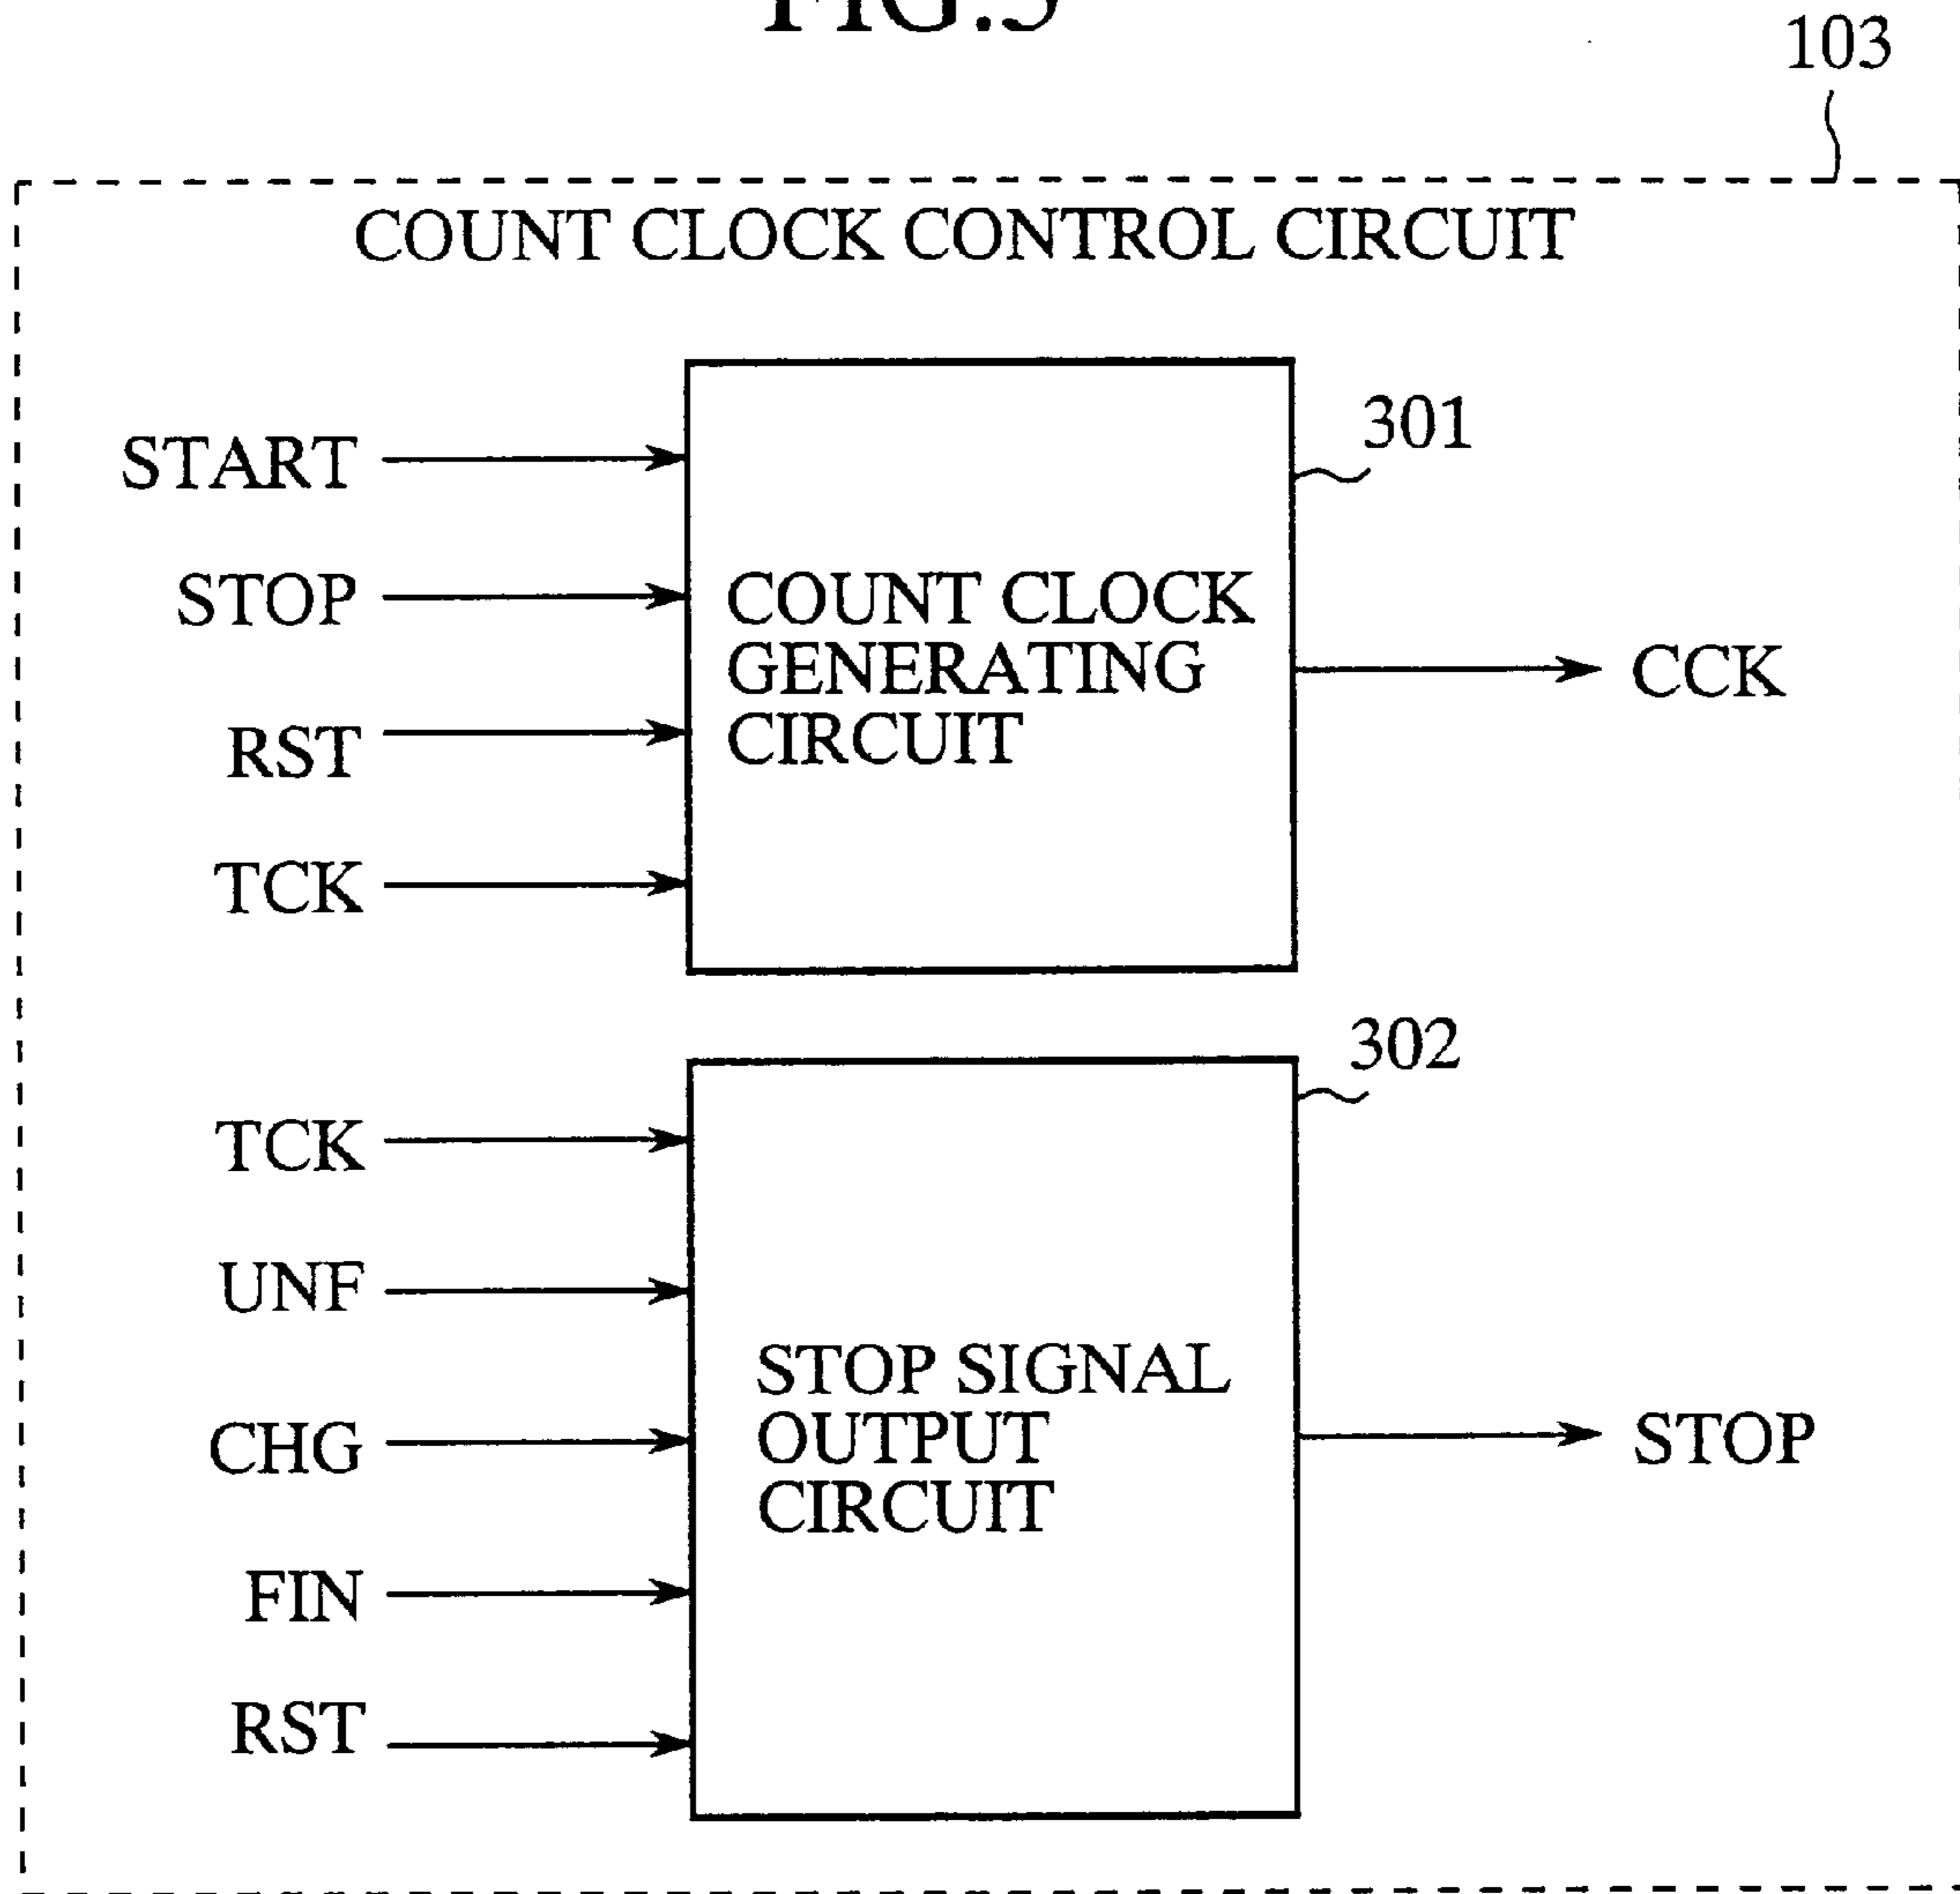 103
COUNT CLOCK CONTROL CIRCUIT
START
301
STOP
COUNT CLOCK
GENERATING
CIRCUIT
CCK
RST
TCK
302
TCK
UNF
STOP SIGNAL
OUTPUT
CIRCUIT
CHG
STOP
FIN
RST